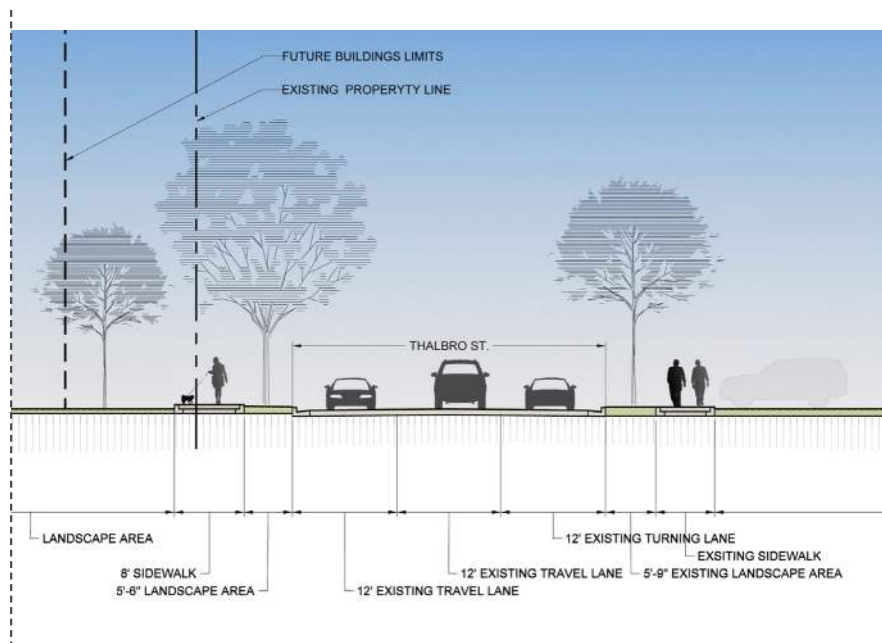 FUTURE BUILDINGS LIMITS
EXISTING PROPERYTY LINE
THALBRO ST.
LANDSCAPE AREA
12' EXISTING TURNING LANE
EXSITING SIDEWALK
8' SIDEWALK
12' EXISTING TRAVEL LANE
5'-9" EXISTING LANDSCAPE AREA
5'-6" LANDSCAPE AREA
12' EXISTING TRAVEL LANE